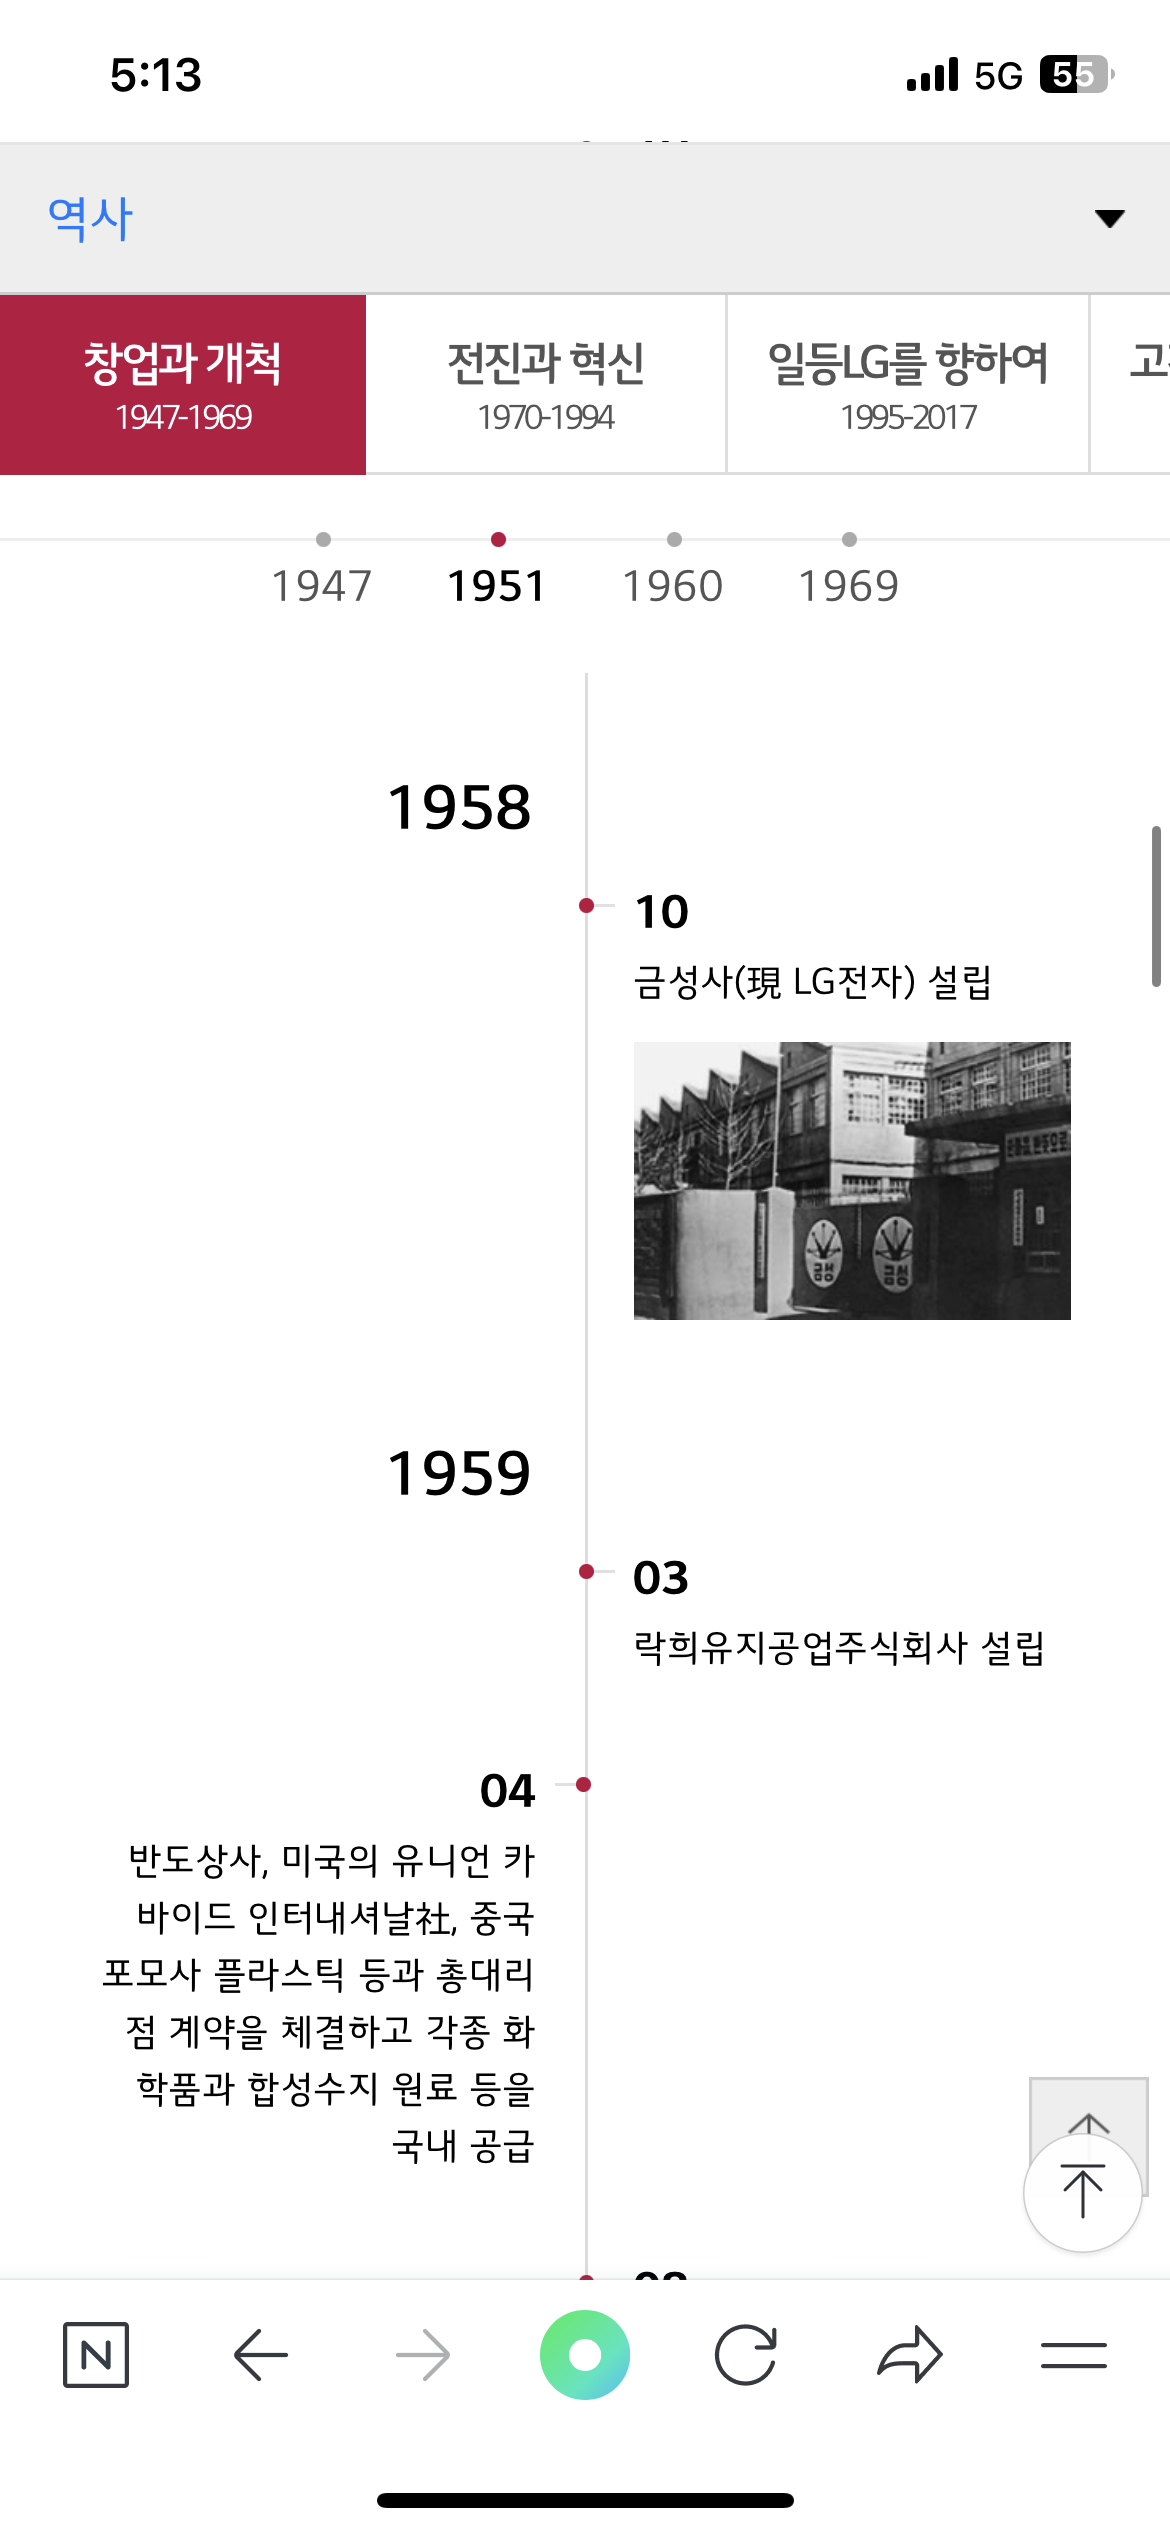 5:13
5G
55
역사
창업과 개척
1947-1969
전진과 혁신
1970-1994
일등LG를 향하여
1995-2017
1947
1951
1960
1969
1958
10
금성사(現 LG전자) 설립
금성
금성
1959
03
락희유지공업주식회사 설립
04
반도상사, 미국의 유니언 카
바이드 인터내셔날社, 중국
포모사 플라스틱 등과 총대리
점 계약을 체결하고 각종 화
학품과 합성수지 원료 등을
국내 공급
N